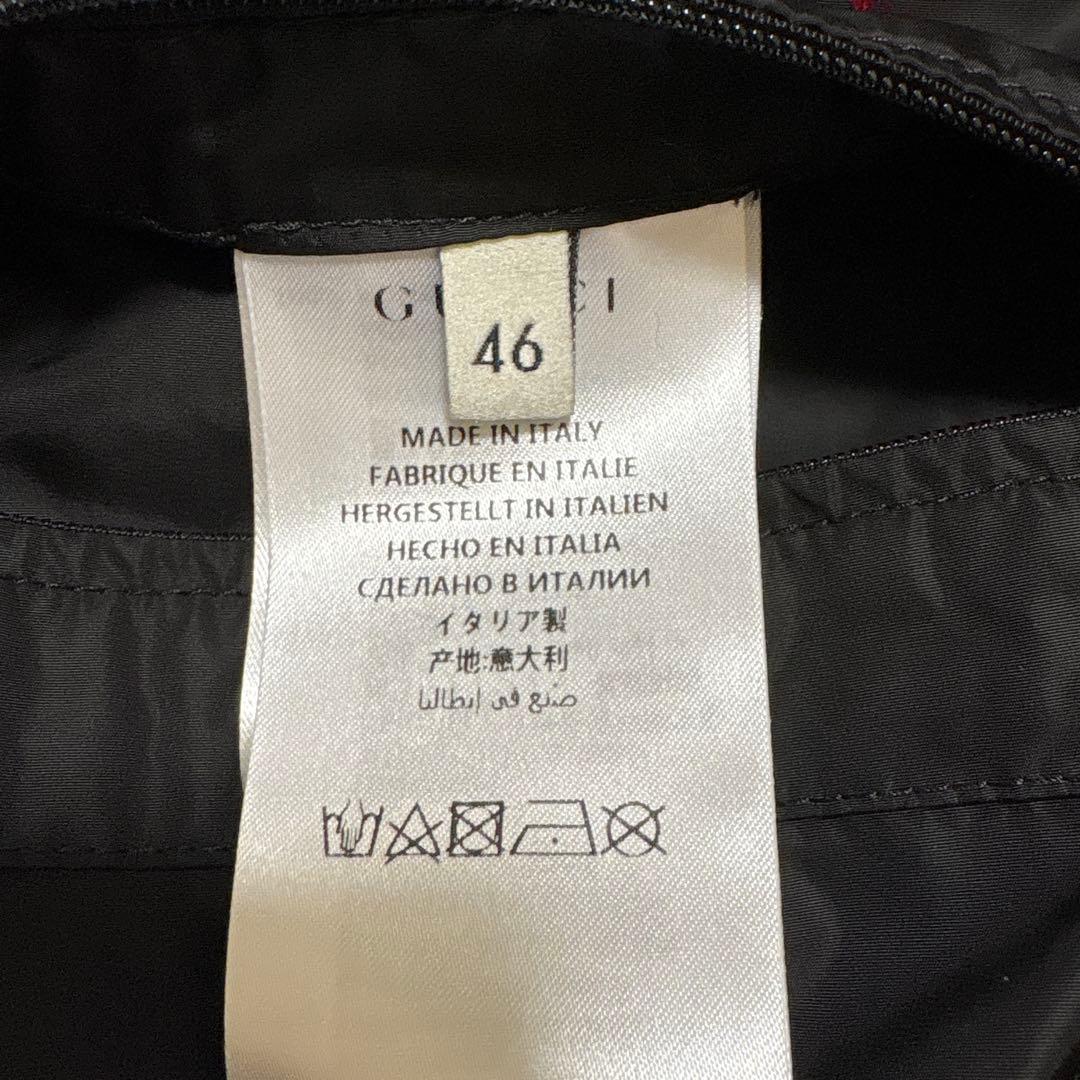 GUCCI
46
MADE IN ITALY
FABRIQUE EN ITALIE
HERGESTELLT IN ITALIEN
HECHO EN ITALIA
СДЕЛАНО В ИТАЛИИ
イタリア製
产地:意大利
صنع في إيطاليا